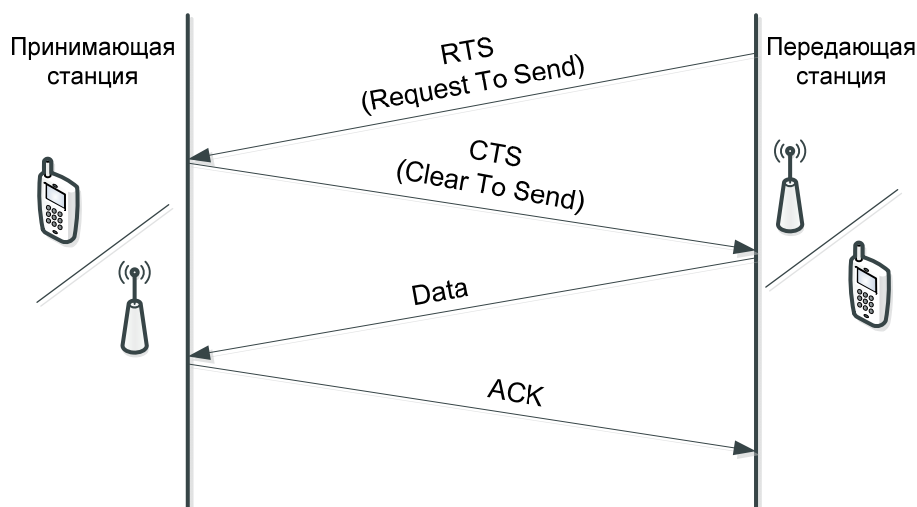 Принимающая
станция
RTS
(Request To Send)
Передающая
станция
CTS
(Clear To Send)
Data
ACK